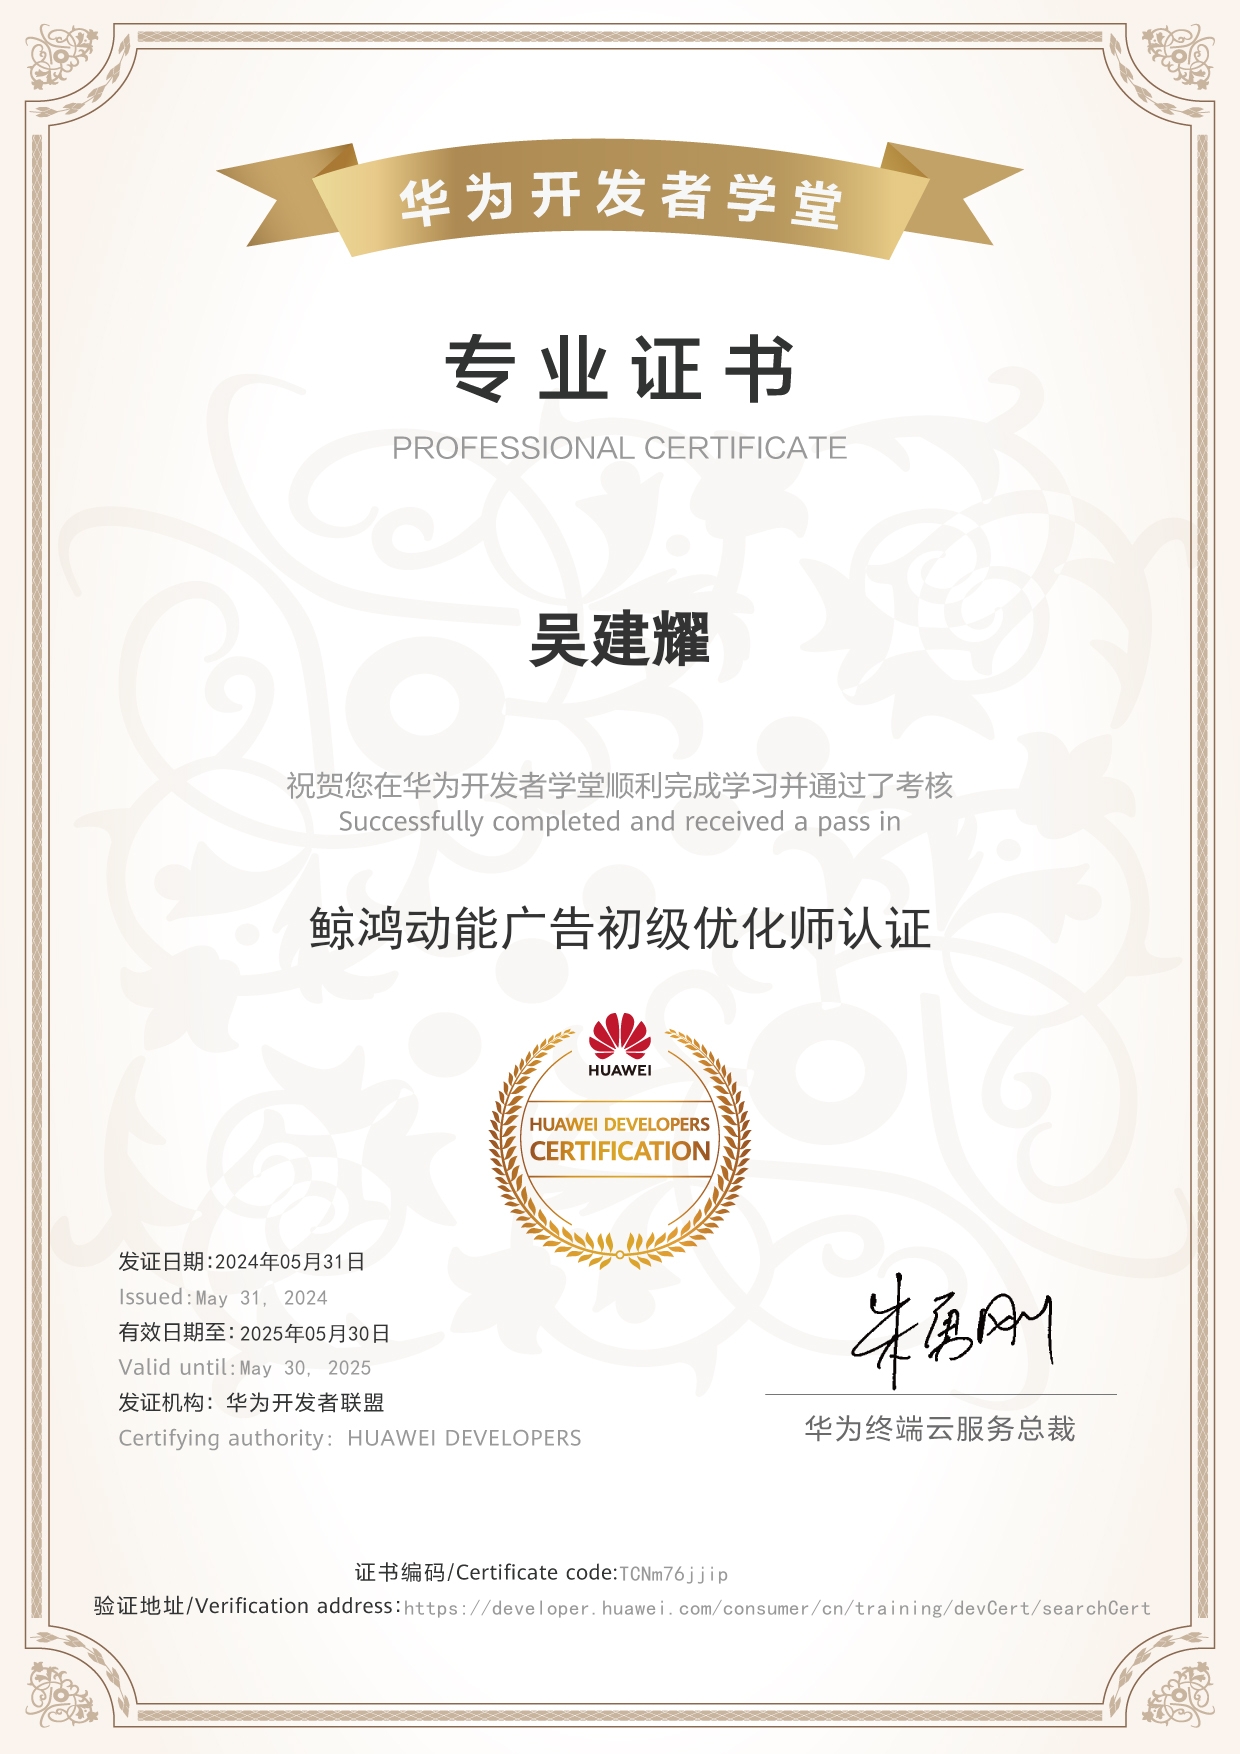 华为开发者学堂
专业证书
PROFESSIONAL CERTIFICATE
吴建耀
祝贺您在华为开发者学堂顺利完成学习并通过了考核
Successfully completed and received a pass in
鲸鸿动能广告初级优化师认证
HUAWEI
HUAWEI DEVELOPERS
CERTIFICATION
发证日期:2024年05月31日
Issued:May 31, 2024
有效日期至:2025年05月30日
Valid until:May 30, 2025
发证机构：华为开发者联盟
Certifying authority：HUAWEI DEVELOPERS
朱勇刚
华为终端云服务总裁
证书编码/Certificate code:TCNm76jjip
验证地址/Verification address:https://developer.huawei.com/consumer/cn/training/devCert/searchCert